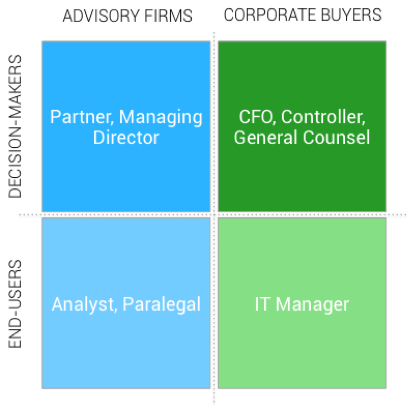 ADVISORY FIRMS
CORPORATE BUYERS
DECISION-MAKERS
Partner, Managing
Director
CFO, Controller,
General Counsel
END-USERS
Analyst, Paralegal
IT Manager